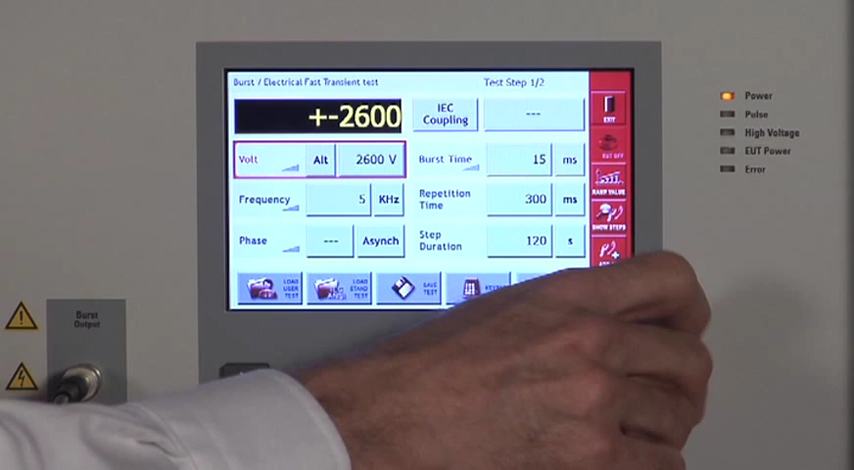 Burst / Electrical Fast Transient test
Test Step 1/2
+-2600
IEC
Coupling
---
EXIT
Volt
Alt
2600 V
Burst Time
15
ms
EUT OFF
Frequency
5
KHz
Repetition
Time
300
ms
RAMP VALUE
Phase
---
Asynch
Step
Duration
120
s
SHOW STEPS
LOAD
USER
TEST
LOAD
STAND
TEST
SAVE
TEST
Power
Pulse
High Voltage
EUT Power
Error
Burst
Output